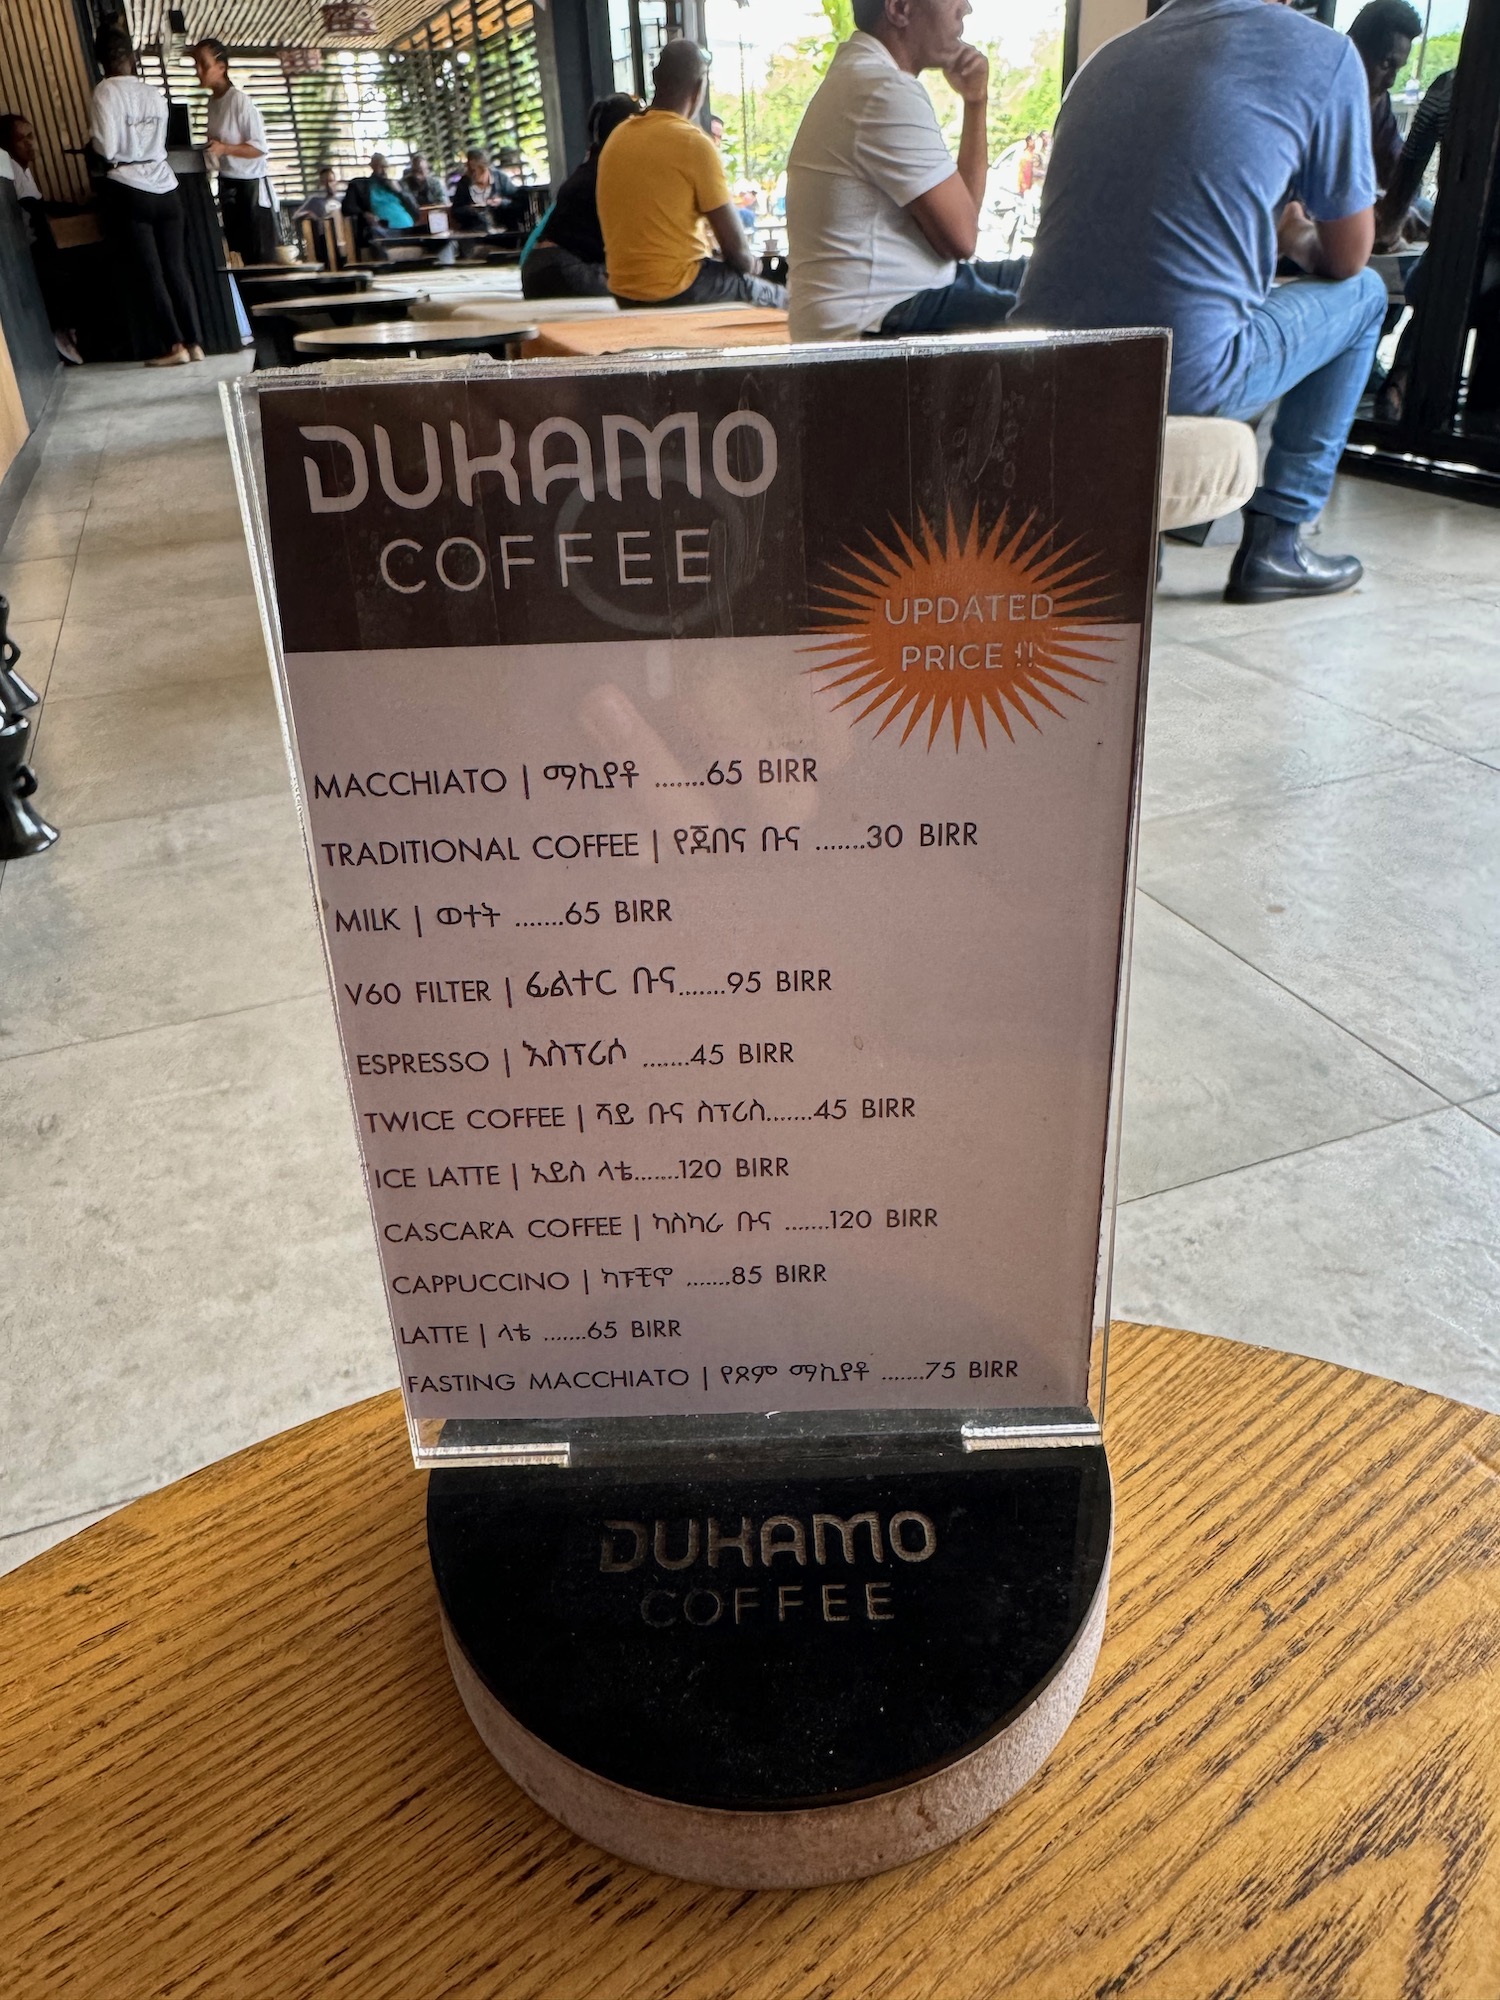 DUKAMO
COFFEE
UPDATED
PRICE !!
MACCHIATO | ማኪያቶ .......65 BIRR
TRADITIONAL COFFEE | የጀበና ቡና .......30 BIRR
MILK | ወተት .......65 BIRR
V60 FILTER | ፊልተር ቡና.......95 BIRR
ESPRESSO | እስፕሪሶ .......45 BIRR
TWICE COFFEE | ሻይ ቡና ስፕሪስ.......45 BIRR
ICE LATTE | አይስ ላቴ.......120 BIRR
CASCARA COFFEE | ካስካራ ቡና .......120 BIRR
CAPPUCCINO | ካፑቺኖ .......85 BIRR
LATTE | ላቴ .......65 BIRR
FASTING MACCHIATO | የጾም ማኪያቶ .......75 BIRR
DUKAMO
COFFEE